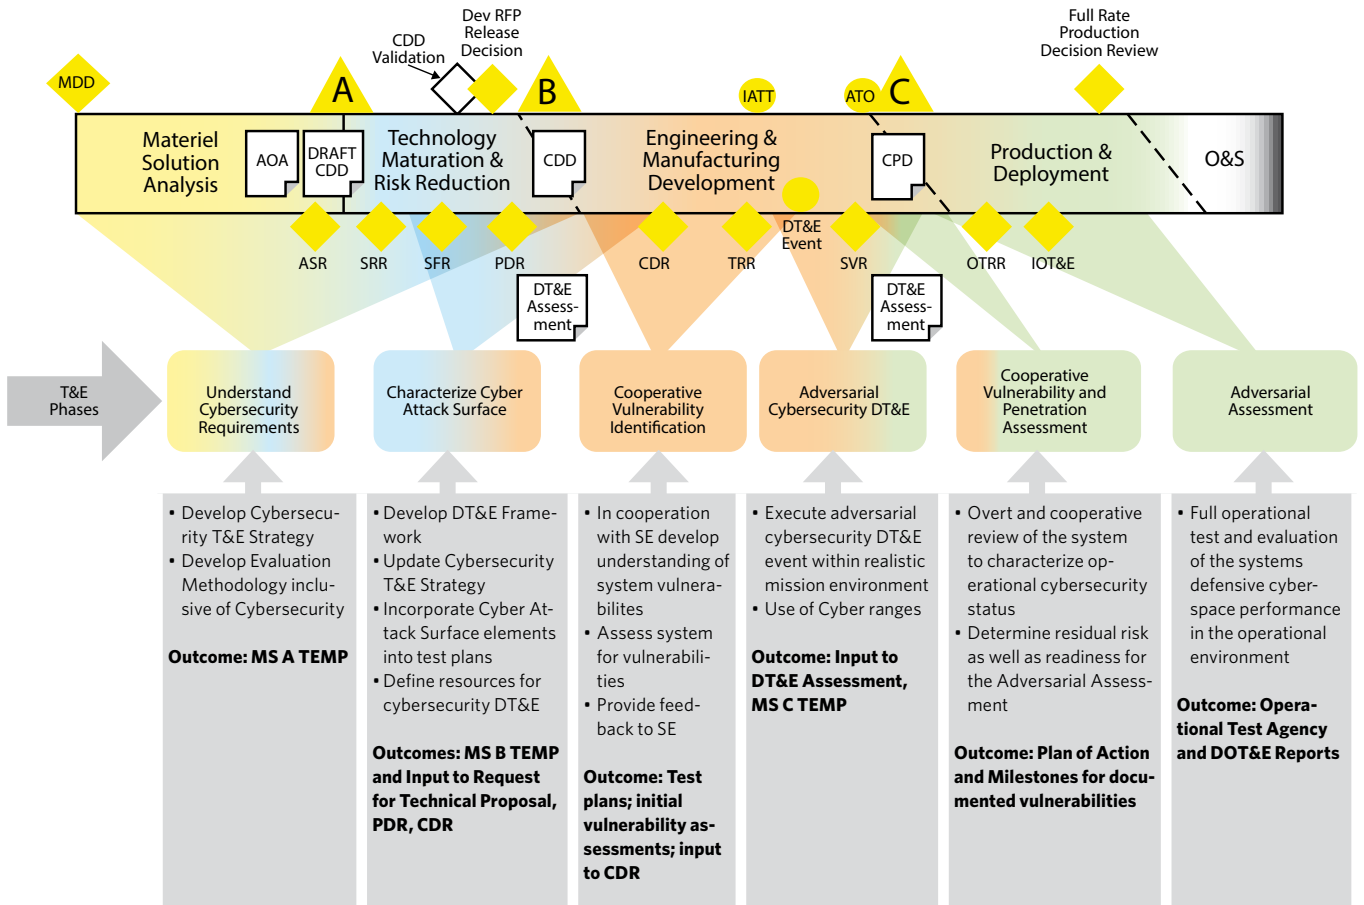 Dev RFP
Release
Decision
Full Rate
Production
Decision Review
CDD
Validation
MDD
A
B
IATT
ATO
C
Materiel
Solution
Analysis
AOA
DRAFT
CDD
Technology
Maturation &
Risk Reduction
CDD
Engineering &
Manufacturing
Development
CPD
Production &
Deployment
O&S
ASR
SRR
SFR
PDR
CDR
TRR
DT&E
Event
SVR
OTRR
IOT&E
DT&E
Assess-
ment
DT&E
Assess-
ment
T&E
Phases
Understand
Cybersecurity
Requirements
Characterize Cyber
Attack Surface
Cooperative
Vulnerability
Identification
Adversarial
Cybersecurity DT&E
Cooperative
Vulnerability and
Penetration
Assessment
Adversarial
Assessment
• Develop Cybersecu-
rity T&E Strategy
• Develop Evaluation
Methodology inclu-
sive of Cybersecurity
Outcome: MS A TEMP
• Develop DT&E Frame-
work
• Update Cybersecurity
T&E Strategy
• Incorporate Cyber At-
tack Surface elements
into test plans
• Define resources for
cybersecurity DT&E
Outcomes: MS B TEMP
and Input to Request
for Technical Proposal,
PDR, CDR
• In cooperation
with SE develop
understanding of
system vulnera-
bilites
• Assess system
for vulnerabili-
ties
• Provide feed-
back to SE
Outcome: Test
plans; initial
vulnerability as-
sessments; input
to CDR
• Execute adversarial
cybersecurity DT&E
event within realistic
mission environment
• Use of Cyber ranges
Outcome: Input to
DT&E Assessment,
MS C TEMP
• Overt and cooperative
review of the system
to characterize op-
erational cybersecurity
status
• Determine residual risk
as well as readiness for
the Adversarial Assess-
ment
Outcome: Plan of Action
and Milestones for docu-
mented vulnerabilities
• Full operational
test and evaluation
of the systems
defensive cyber-
space performance
in the operational
environment
Outcome: Opera-
tional Test Agency
and DOT&E Reports